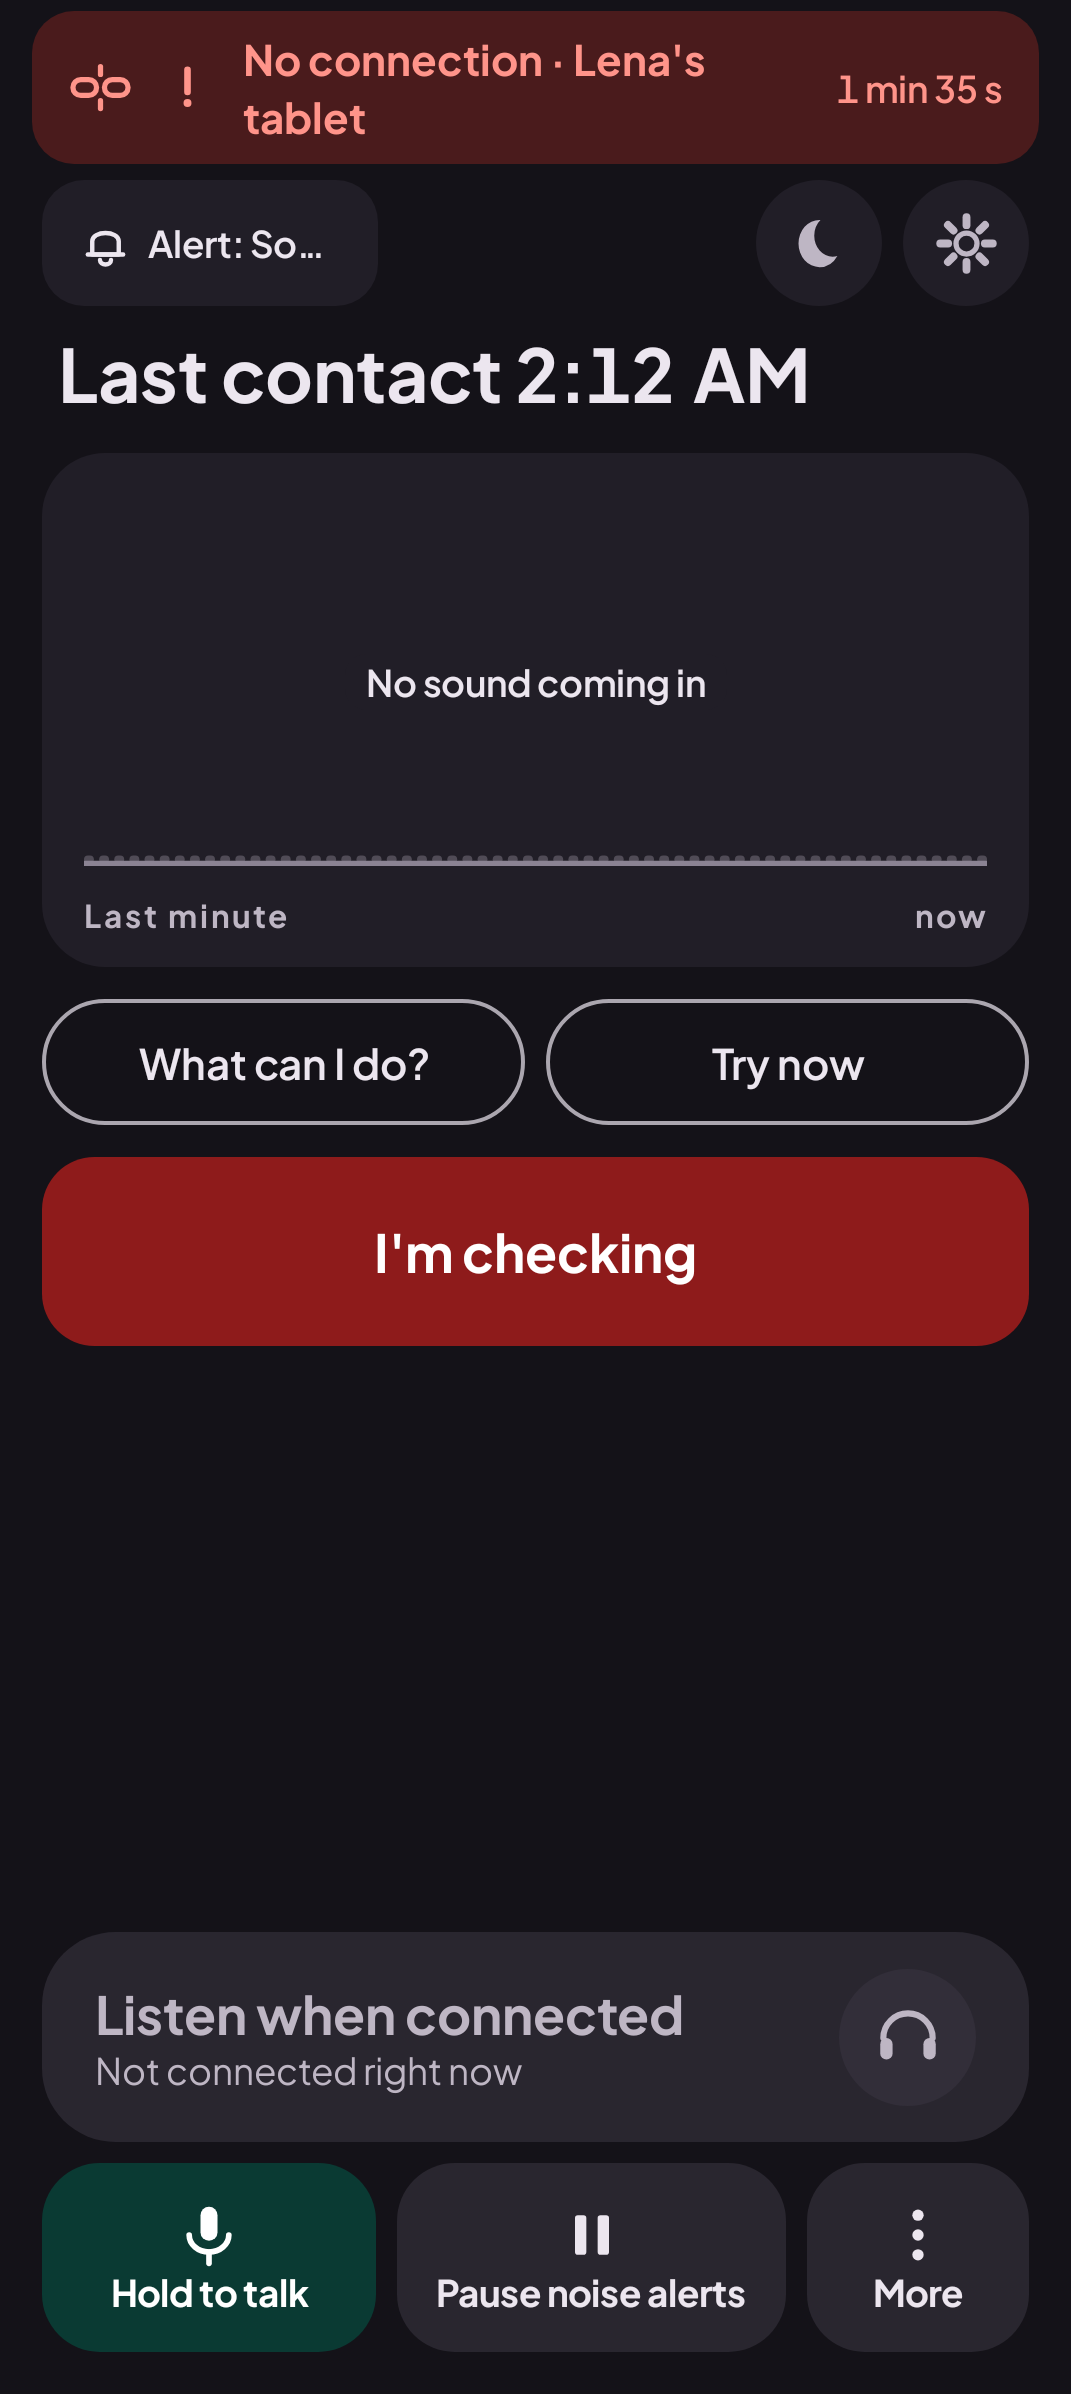 No connection · Lena's
tablet
1 min 35 s
Alert: So...
Last contact 2:12 AM
No sound coming in
Last minute
now
What can I do?
Try now
I'm checking
Listen when connected
Not connected right now
Hold to talk
Pause noise alerts
More